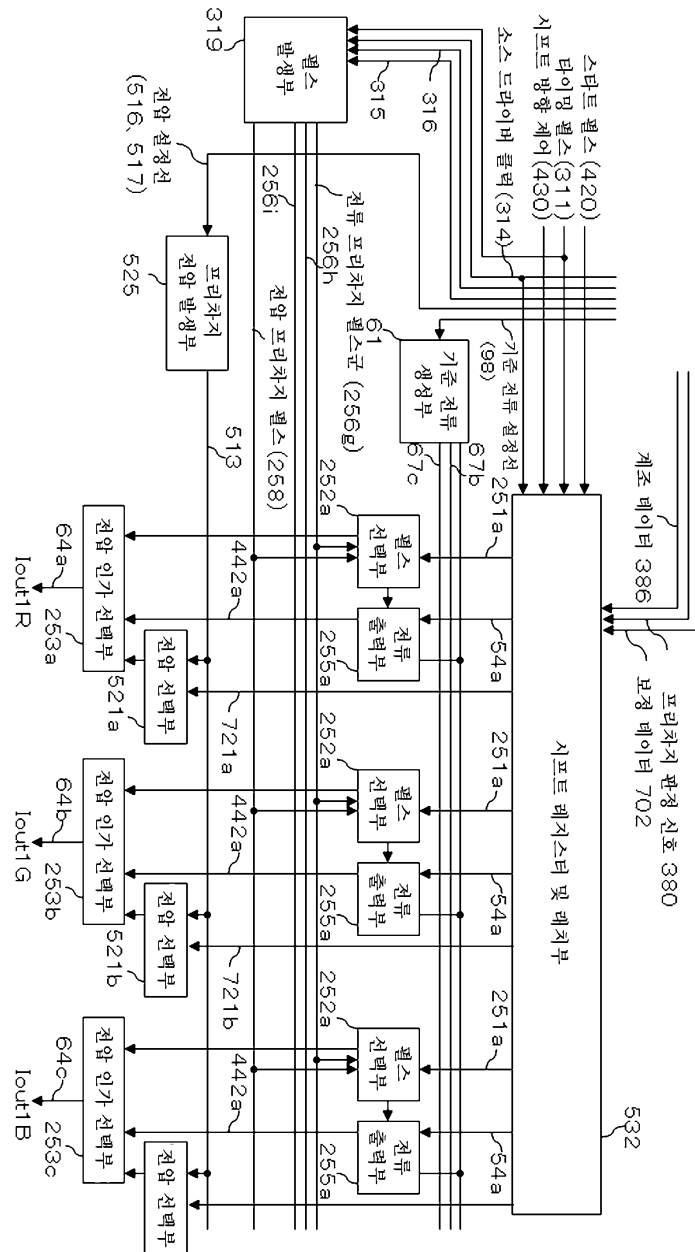 제조 데이터 386
프리차지 판정 신호 380
보정 데이터 702
스타트 펄스 (420)
타이밍 펄스 (311)
시프트 방향 제어 (430)
소스 드라이버 클럭 (314)
시프트 레지스터 및 래치부
532
316
315
펄스
발생부
319
기준 전류 설정선
(98)
기준 전류
생성부
61
67b
67c
전압 설정선
(516、517)
프리차지
전압 발생부
525
513
전류 프리차지 펄스군 (256g)
256h
256i
전압 프리차지 펄스 (258)
251a
54a
252a
펄스
선택부
전류
출력부
255a
442a
전압 선택부
521a
721a
전압 인가 선택부
253a
64a
Iout1R
251a
54a
252a
펄스
선택부
전류
출력부
255a
442a
전압 선택부
521b
721b
전압 인가 선택부
253b
64b
Iout1G
251a
54a
252a
펄스
선택부
전류
출력부
255a
442a
전압 선택부
전압 인가 선택부
253c
64c
Iout1B